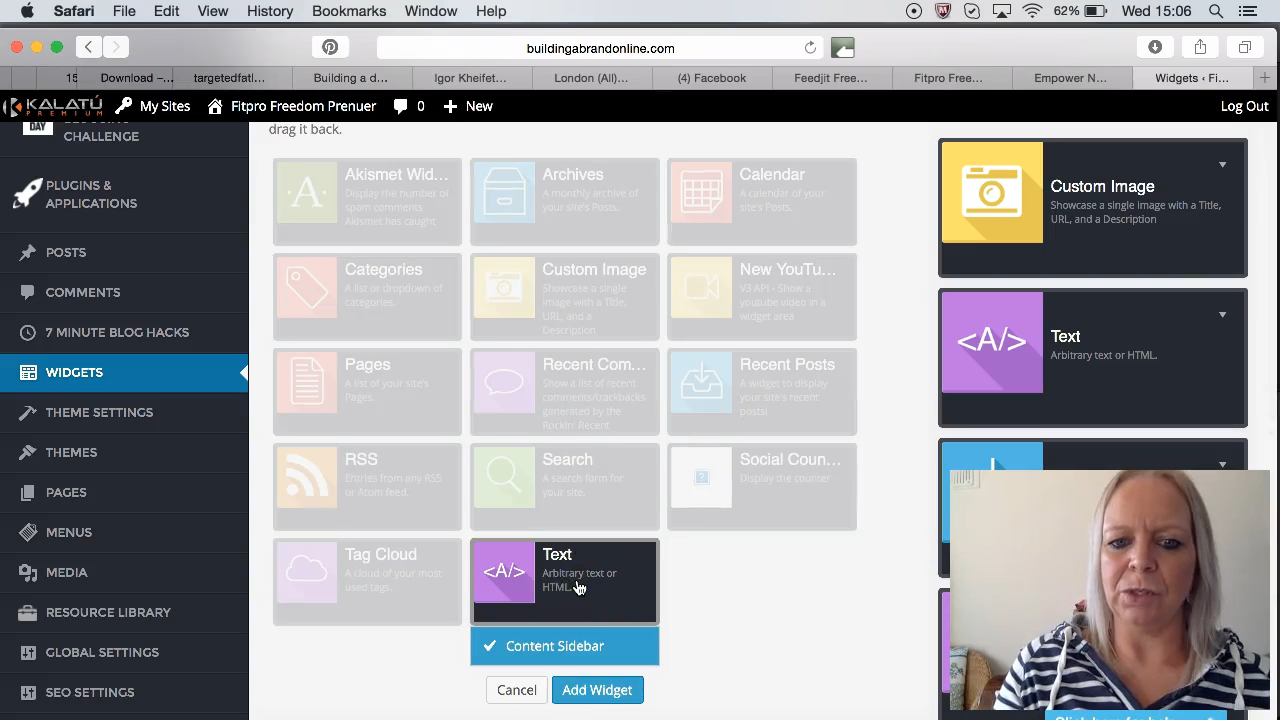 Safari File Edit View History Bookmarks Window Help 62% Wed 15:06
buildingabrandonline.com
15 Download –... targetedfatl... Building a d... Igor Kheifet... London (All)... (4) Facebook Feedjit Free... Fitpro Free... Empower N... Widgets ‹ Fi...
KALATÚ PREMIUM My Sites Fitpro Freedom Prenuer 0 New Log Out
drag it back.
DAY
CHALLENGE
PLUGINS &
APPLICATIONS
POSTS
COMMENTS
7 MINUTE BLOG HACKS
WIDGETS
THEME SETTINGS
THEMES
PAGES
MENUS
MEDIA
RESOURCE LIBRARY
GLOBAL SETTINGS
SEO SETTINGS
Akismet Wid...
Display the number of
spam comments
Akismet has caught
Archives
A monthly archive of
your site's Posts.
Calendar
A calendar of your
site's Posts.
Categories
A list or dropdown of
categories.
Custom Image
Showcase a single
image with a Title,
URL, and a
Description
New YouTu...
V3 API - Show a
youtube video in a
widget area
Pages
A list of your site's
Pages.
Recent Com...
Show a list of recent
comments/trackbacks
generated by the
Rockin' Recent
Recent Posts
A widget to display
your site's recent
posts!
RSS
Entries from any RSS
or Atom feed.
Search
A search form for
your site.
Social Coun...
Display the counter
Tag Cloud
A cloud of your most
used tags.
<A/>
Text
Arbitrary text or
HTML.
Content Sidebar
Cancel Add Widget
Custom Image
Showcase a single image with a Title,
URL, and a Description
<A/>
Text
Arbitrary text or HTML.